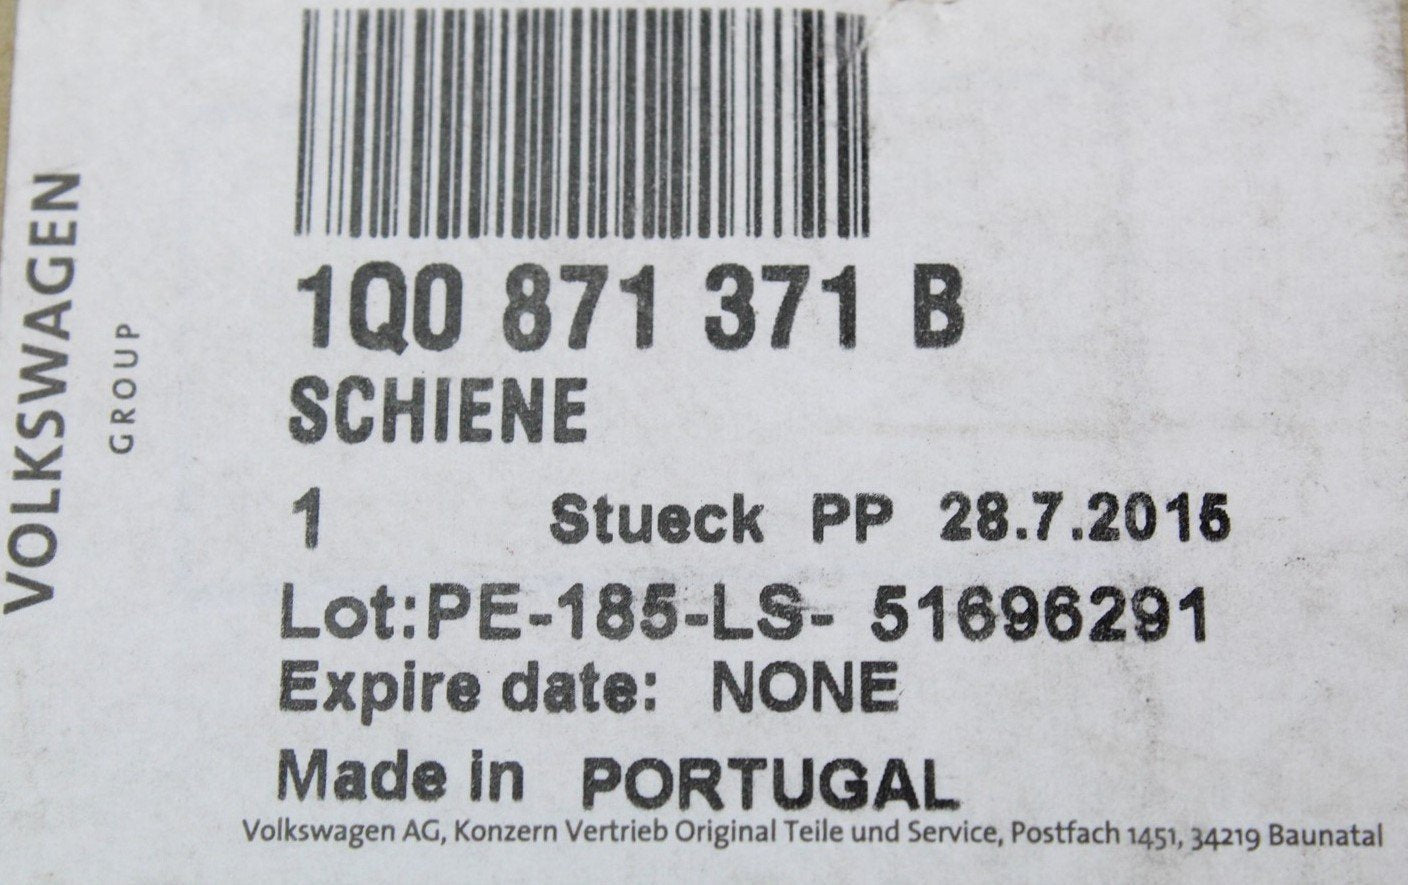 VOLKSWAGEN
GROUP
1Q0 871 371 B
SCHIENE
1 Stueck PP 28.7.2015
Lot:PE-185-LS- 51696291
Expire date: NONE
Made in PORTUGAL
Volkswagen AG, Konzern Vertrieb Original Teile und Service, Postfach 1451, 34219 Baunatal